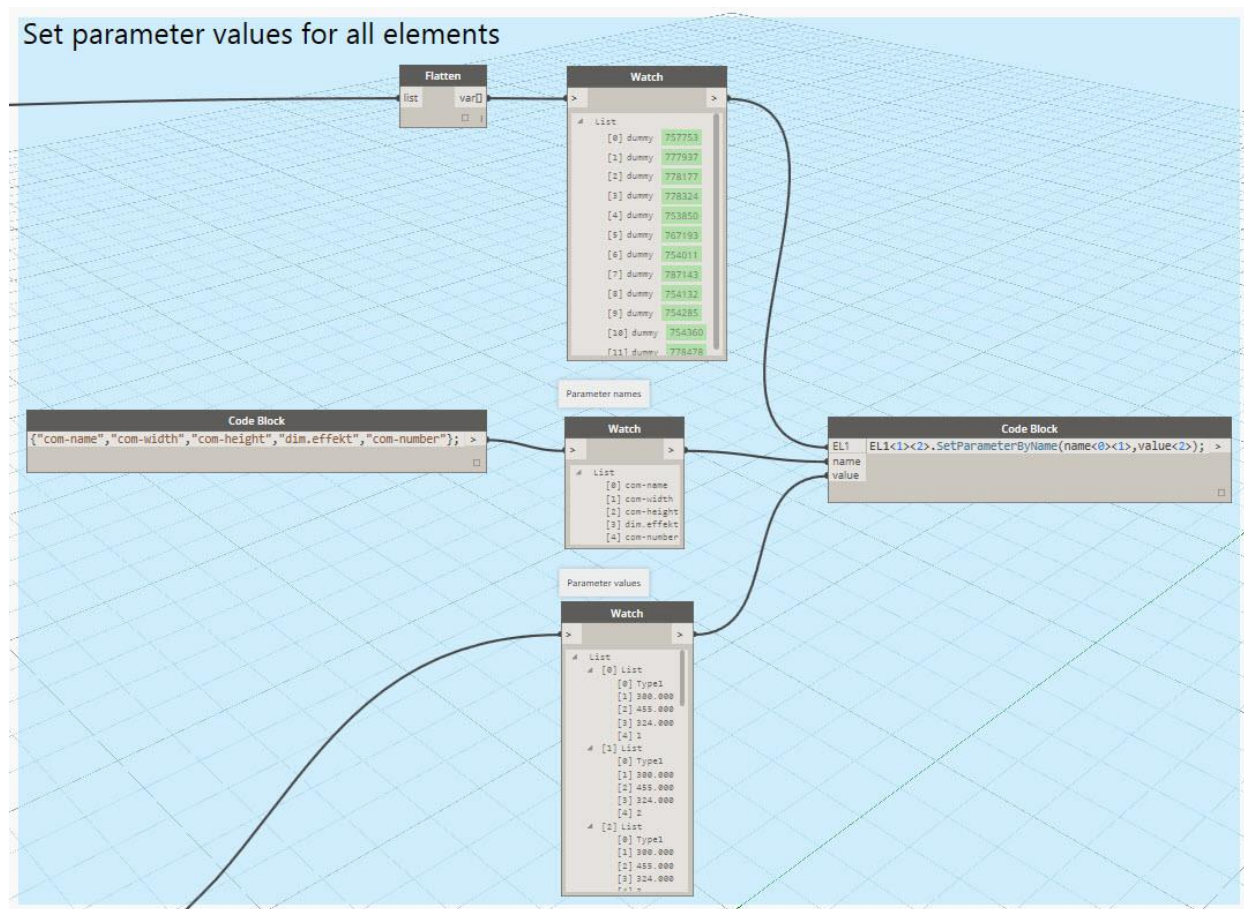 Set parameter values for all elements
Flatten
list var[]
Watch
> >
List
[0] dummy 757753
[1] dummy 777937
[2] dummy 778177
[3] dummy 778324
[4] dummy 753850
[5] dummy 767193
[6] dummy 754011
[7] dummy 787143
[8] dummy 754132
[9] dummy 754285
[10] dummy 754360
[11] dummy 778478
Parameter names
Code Block
{"com-name","com-width","com-height","dim.effekt","com-number"}; >
Watch
> >
List
[0] com-name
[1] com-width
[2] com-height
[3] dim.effekt
[4] com-number
Code Block
EL1 EL1<1><2>.SetParameterByName(name<0><1>,value<2>); >
name
value
Parameter values
Watch
> >
List
[0] List
[0] Type1
[1] 300.000
[2] 455.000
[3] 324.000
[4] 1
[1] List
[0] Type1
[1] 300.000
[2] 455.000
[3] 324.000
[4] 2
[2] List
[0] Type1
[1] 300.000
[2] 455.000
[3] 324.000